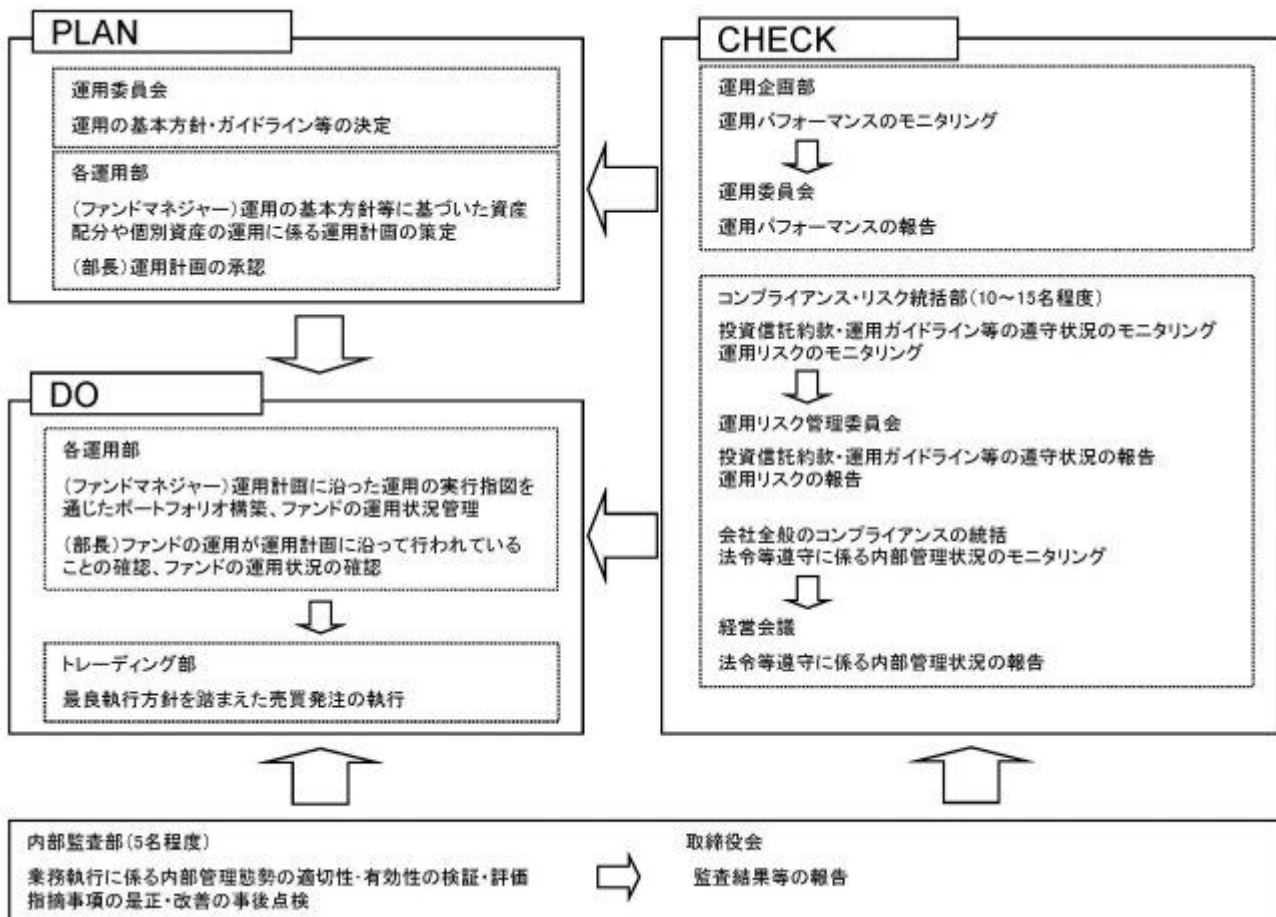 PLAN
運用委員会
運用の基本方針・ガイドライン等の決定
各運用部
(ファンドマネジャー)運用の基本方針等に基づいた資産
配分や個別資産の運用に係る運用計画の策定
(部長)運用計画の承認
DO
各運用部
(ファンドマネジャー)運用計画に沿った運用の実行指図を
通じたポートフォリオ構築、ファンドの運用状況管理
(部長)ファンドの運用が運用計画に沿って行われている
ことの確認、ファンドの運用状況の確認
トレーディング部
最良執行方針を踏まえた売買発注の執行
CHECK
運用企画部
運用パフォーマンスのモニタリング
運用委員会
運用パフォーマンスの報告
コンプライアンス・リスク統括部(10～15名程度)
投資信託約款・運用ガイドライン等の遵守状況のモニタリング
運用リスクのモニタリング
運用リスク管理委員会
投資信託約款・運用ガイドライン等の遵守状況の報告
運用リスクの報告
会社全般のコンプライアンスの統括
法令等遵守に係る内部管理状況のモニタリング
経営会議
法令等遵守に係る内部管理状況の報告
内部監査部(5名程度)
業務執行に係る内部管理態勢の適切性・有効性の検証・評価
指摘事項の是正・改善の事後点検
取締役会
監査結果等の報告